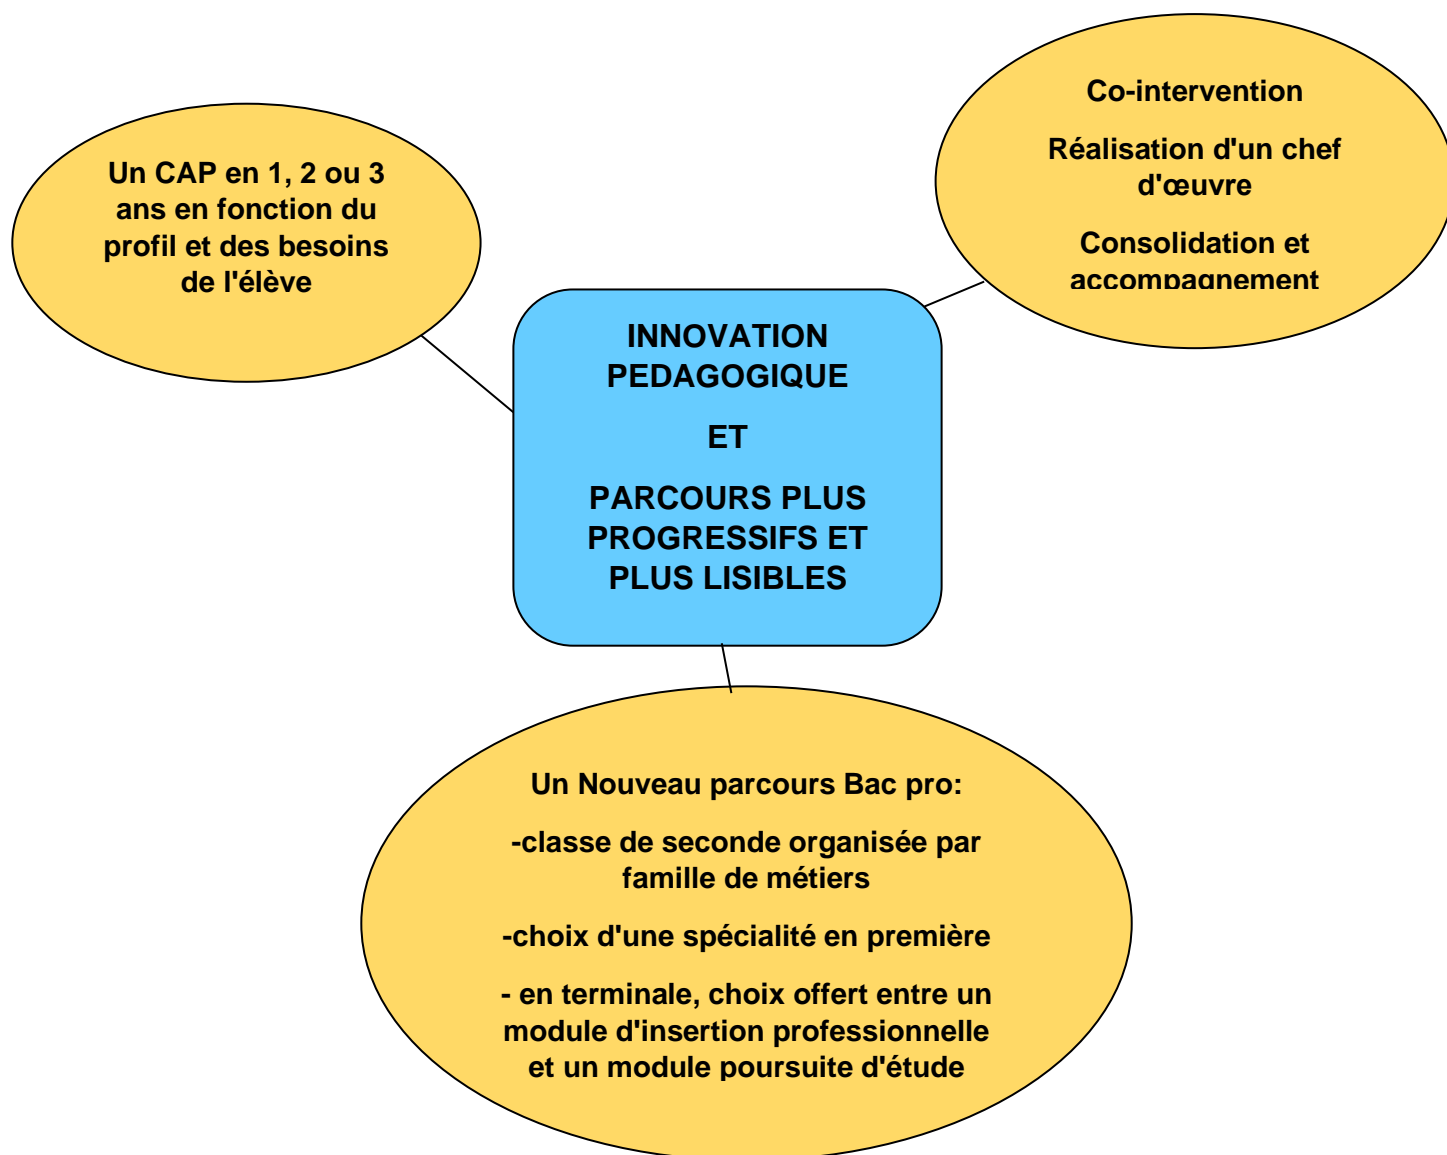 Un CAP en 1, 2 ou 3
ans en fonction du
profil et des besoins
de l'élève
Co-intervention
Réalisation d'un chef
d'œuvre
Consolidation et
accompagnement
INNOVATION
PEDAGOGIQUE
ET
PARCOURS PLUS
PROGRESSIFS ET
PLUS LISIBLES
Un Nouveau parcours Bac pro:
-classe de seconde organisée par
famille de métiers
-choix d'une spécialité en première
- en terminale, choix offert entre un
module d'insertion professionnelle
et un module poursuite d'étude